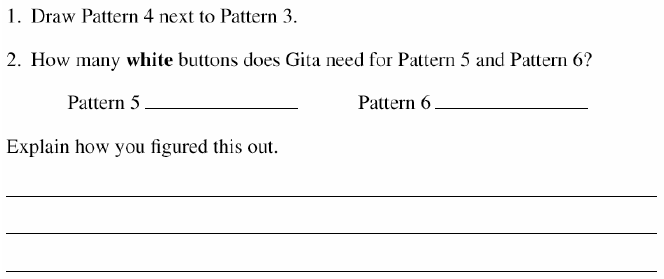 1. Draw Pattern 4 next to Pattern 3.
2. How many white buttons does Gita need for Pattern 5 and Pattern 6?
Pattern 5 Pattern 6
Explain how you figured this out.